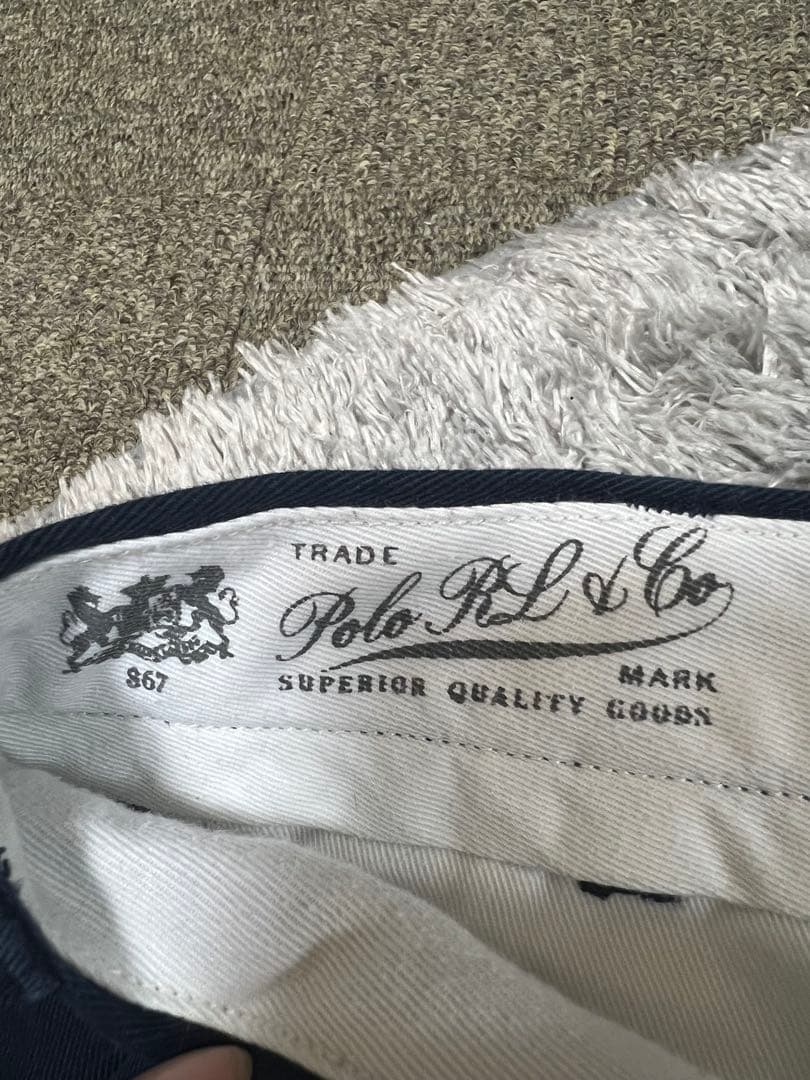 TRADE
Polo RL & Co
MARK
SUPERIOR QUALITY GOODS
867